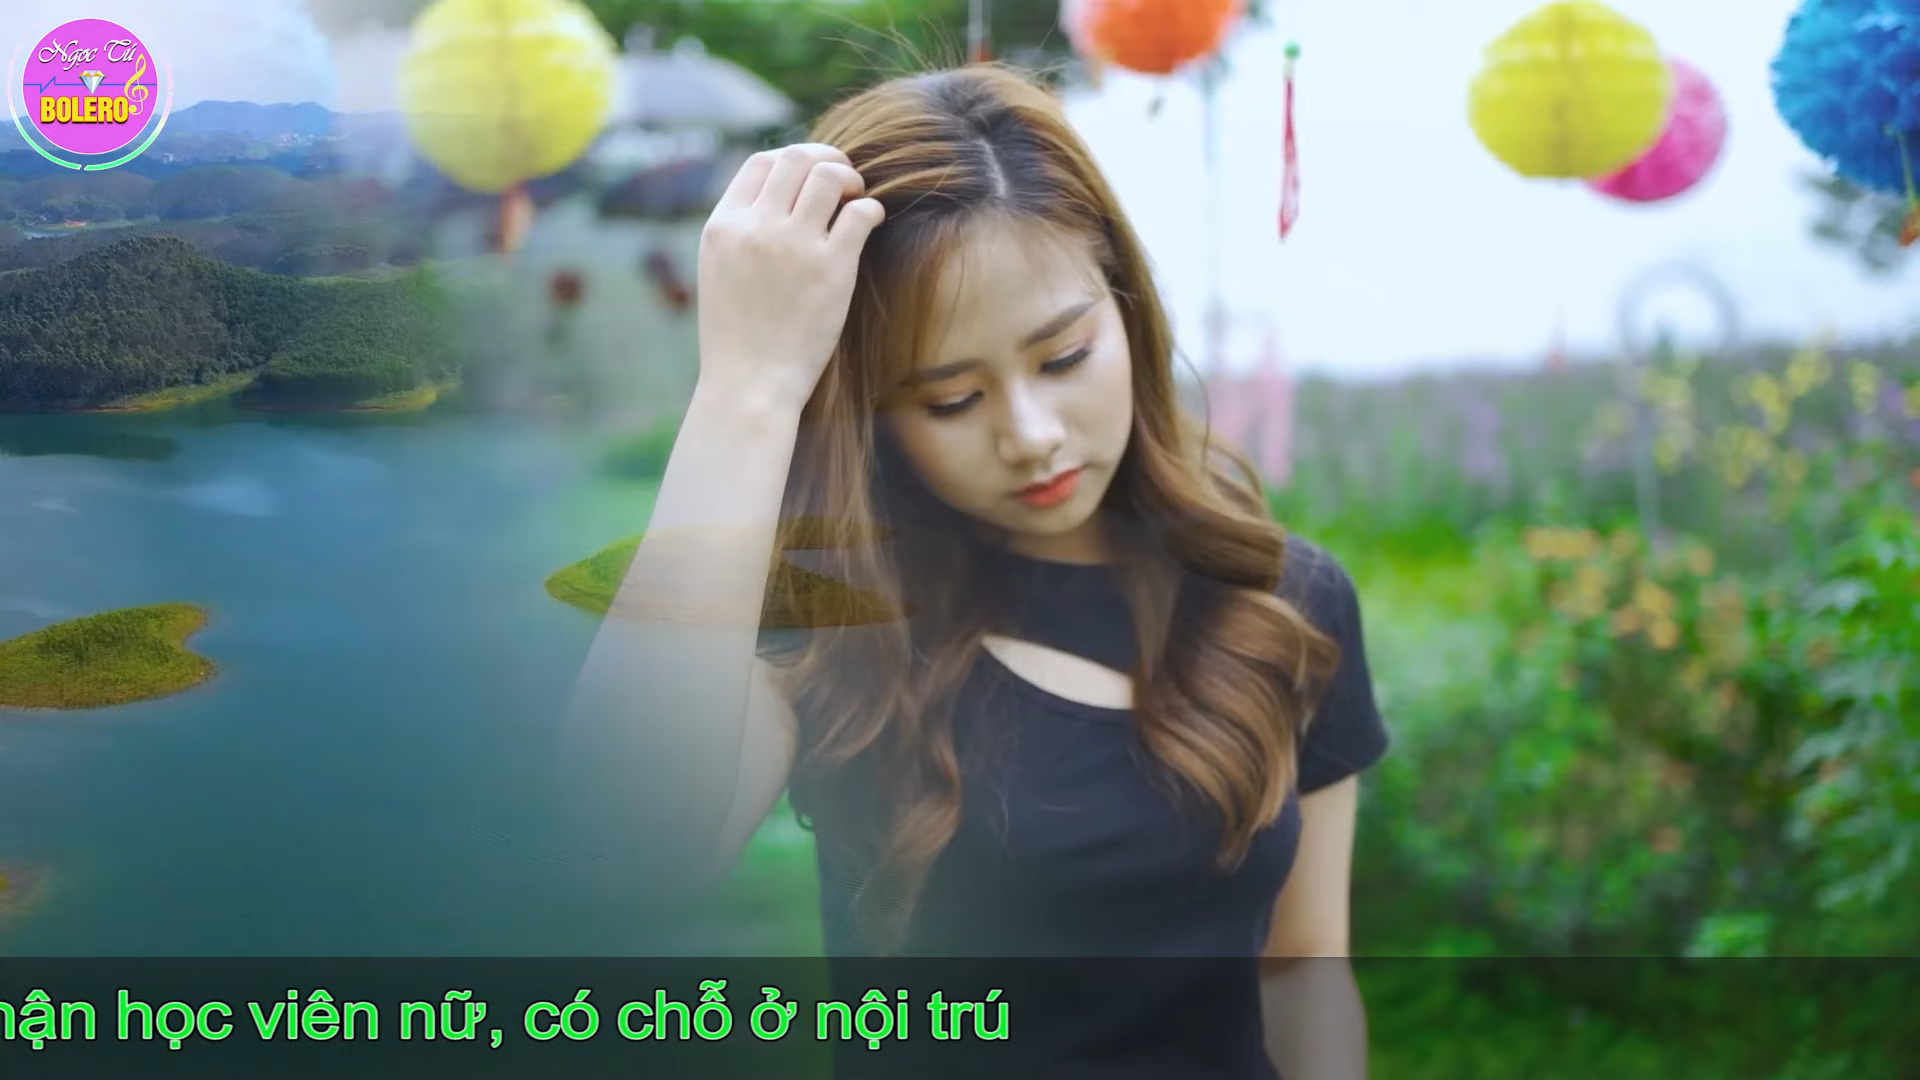 Ngọc Tú
BOLERO
hận học viên nữ, có chỗ ở nội trú